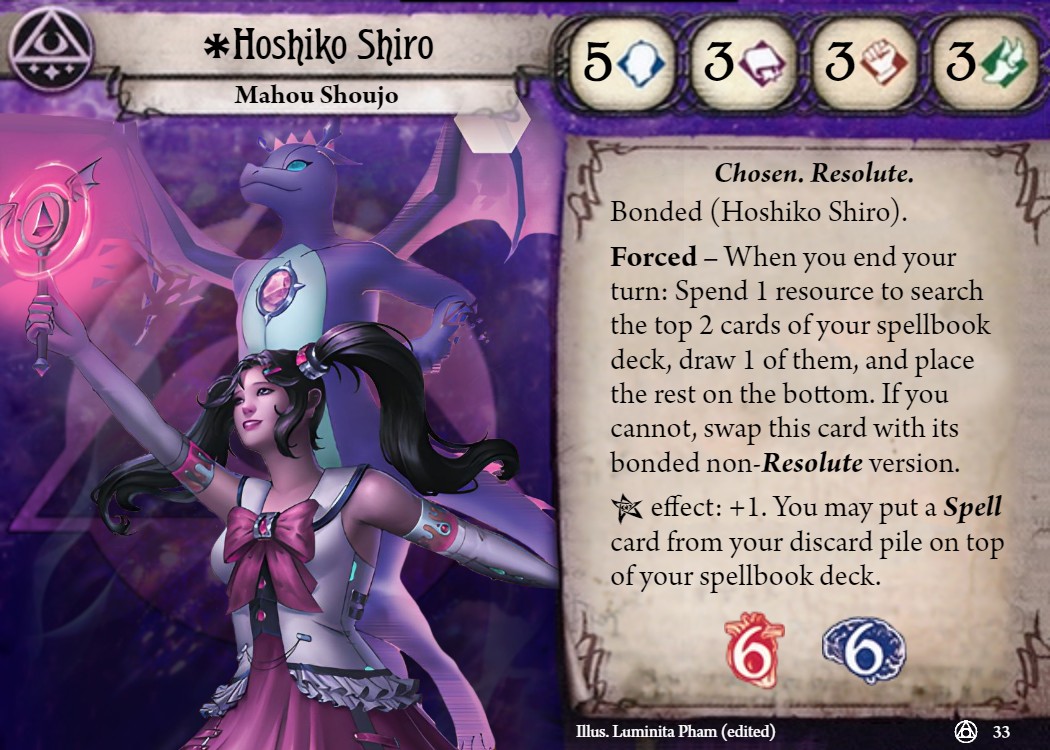 *Hoshiko Shiro
Mahou Shoujo
5 3 3 3
Chosen. Resolute.
Bonded (Hoshiko Shiro).
Forced – When you end your
turn: Spend 1 resource to search
the top 2 cards of your spellbook
deck, draw 1 of them, and place
the rest on the bottom. If you
cannot, swap this card with its
bonded non-Resolute version.
effect: +1. You may put a Spell
card from your discard pile on top
of your spellbook deck.
6 6
Illus. Luminita Pham (edited)
33